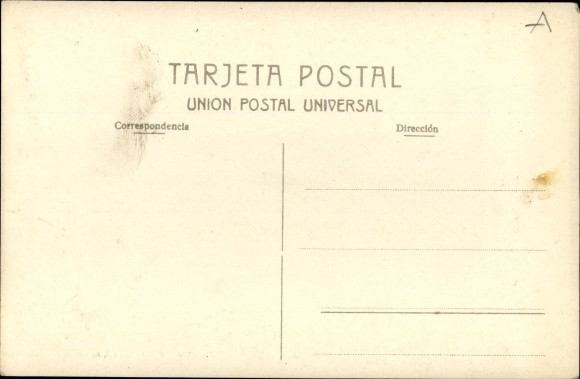 A
TARJETA POSTAL
UNION POSTAL UNIVERSAL
Correspondencia
Dirección